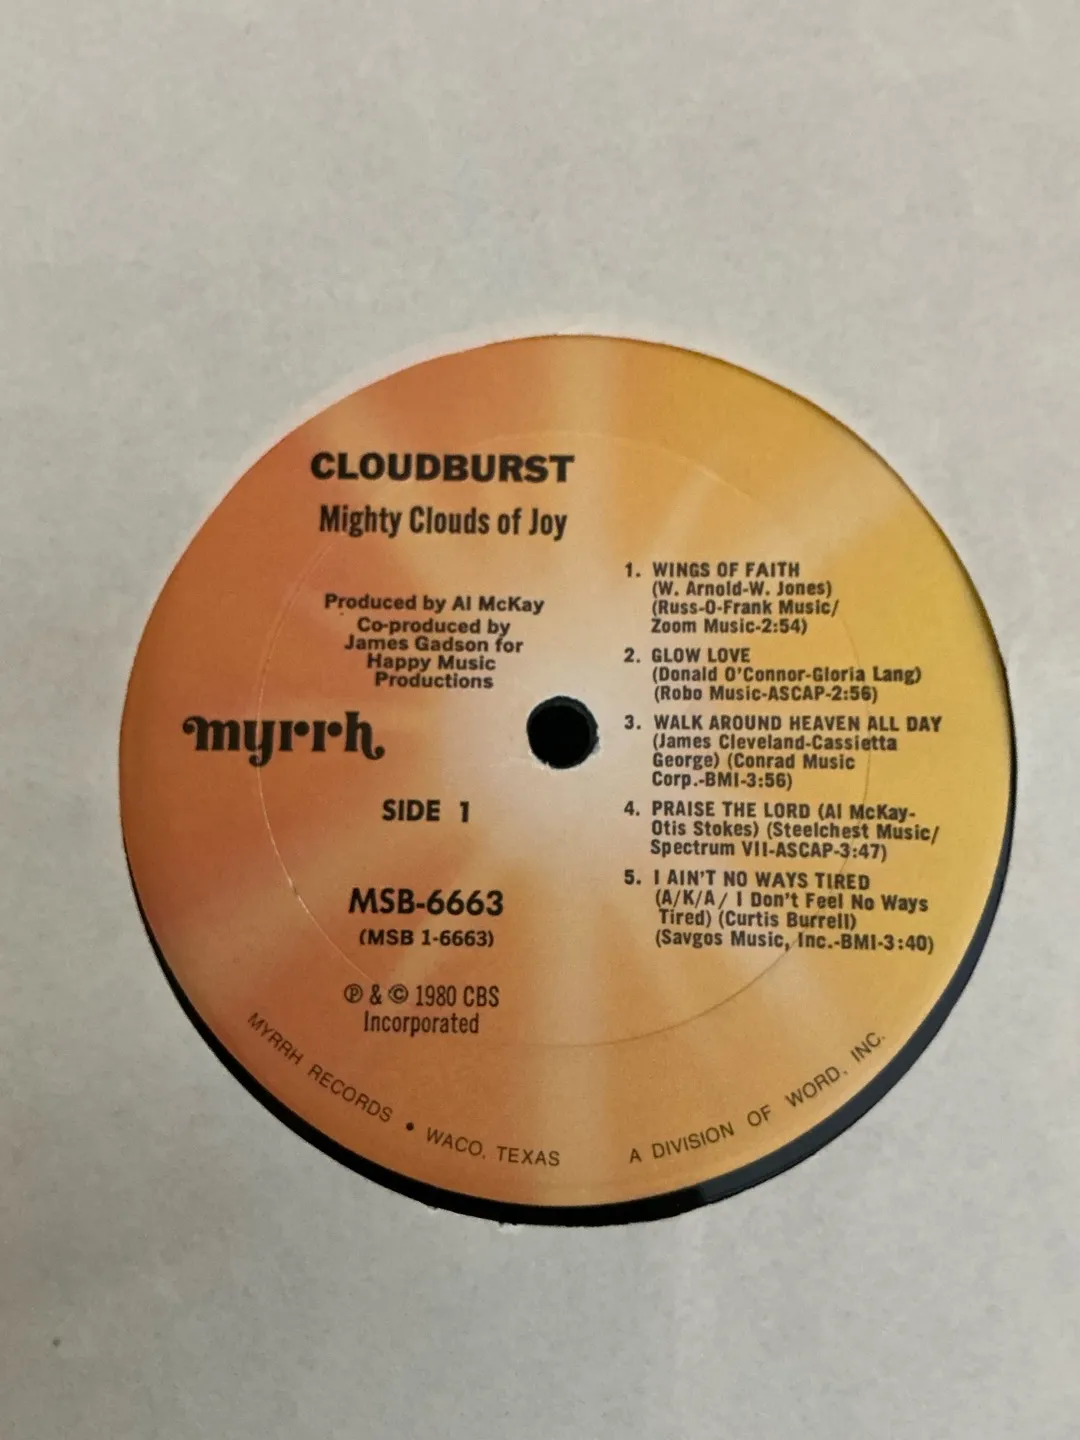 CLOUDBURST
Mighty Clouds of Joy
Produced by Al McKay
Co-produced by
James Gadson for
Happy Music
Productions
myrrh.
SIDE 1
MSB-6663
(MSB 1-6663)
℗ & © 1980 CBS
Incorporated
1. WINGS OF FAITH
(W. Arnold-W. Jones)
(Russ-O-Frank Music/
Zoom Music-2:54)
2. GLOW LOVE
(Donald O'Connor-Gloria Lang)
(Robo Music-ASCAP-2:56)
3. WALK AROUND HEAVEN ALL DAY
(James Cleveland-Cassietta
George) (Conrad Music
Corp.-BMI-3:56)
4. PRAISE THE LORD (Al McKay-
Otis Stokes) (Steelchest Music/
Spectrum VII-ASCAP-3:47)
5. I AIN'T NO WAYS TIRED
(A/K/A/ I Don't Feel No Ways
Tired) (Curtis Burrell)
(Savgos Music, Inc.-BMI-3:40)
MYRRH RECORDS • WACO, TEXAS A DIVISION OF WORD, INC.